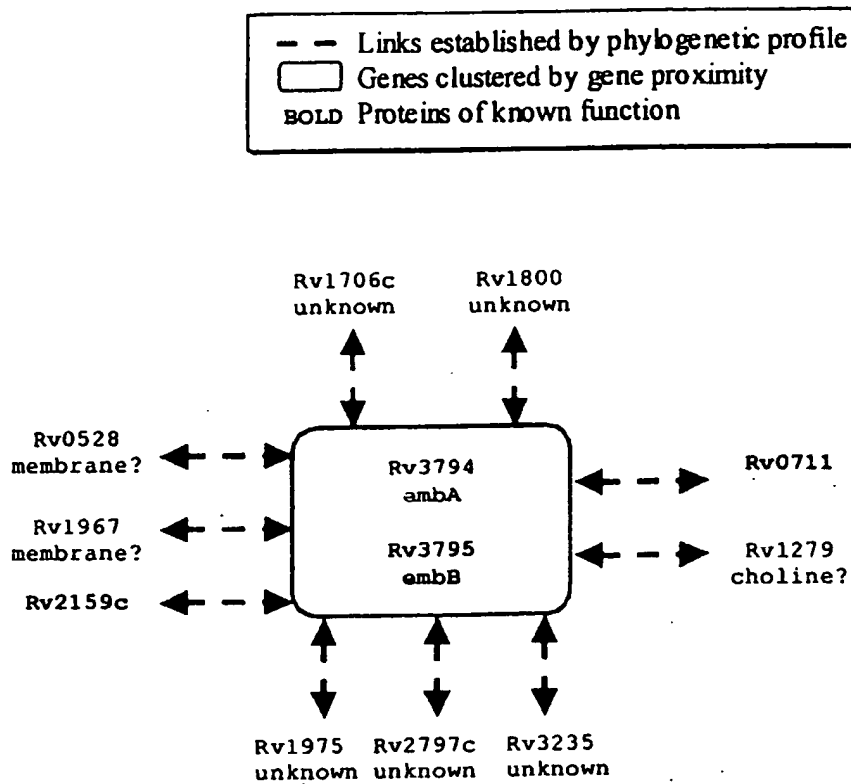 Links established by phylogenetic profile
Genes clustered by gene proximity
BOLD Proteins of known function
Rv1706c
unknown
Rv1800
unknown
Rv0528
membrane?
Rv1967
membrane?
Rv2159c
Rv3794
embA
Rv3795
embB
Rv0711
Rv1279
choline?
Rv1975
unknown
Rv2797c
unknown
Rv3235
unknown